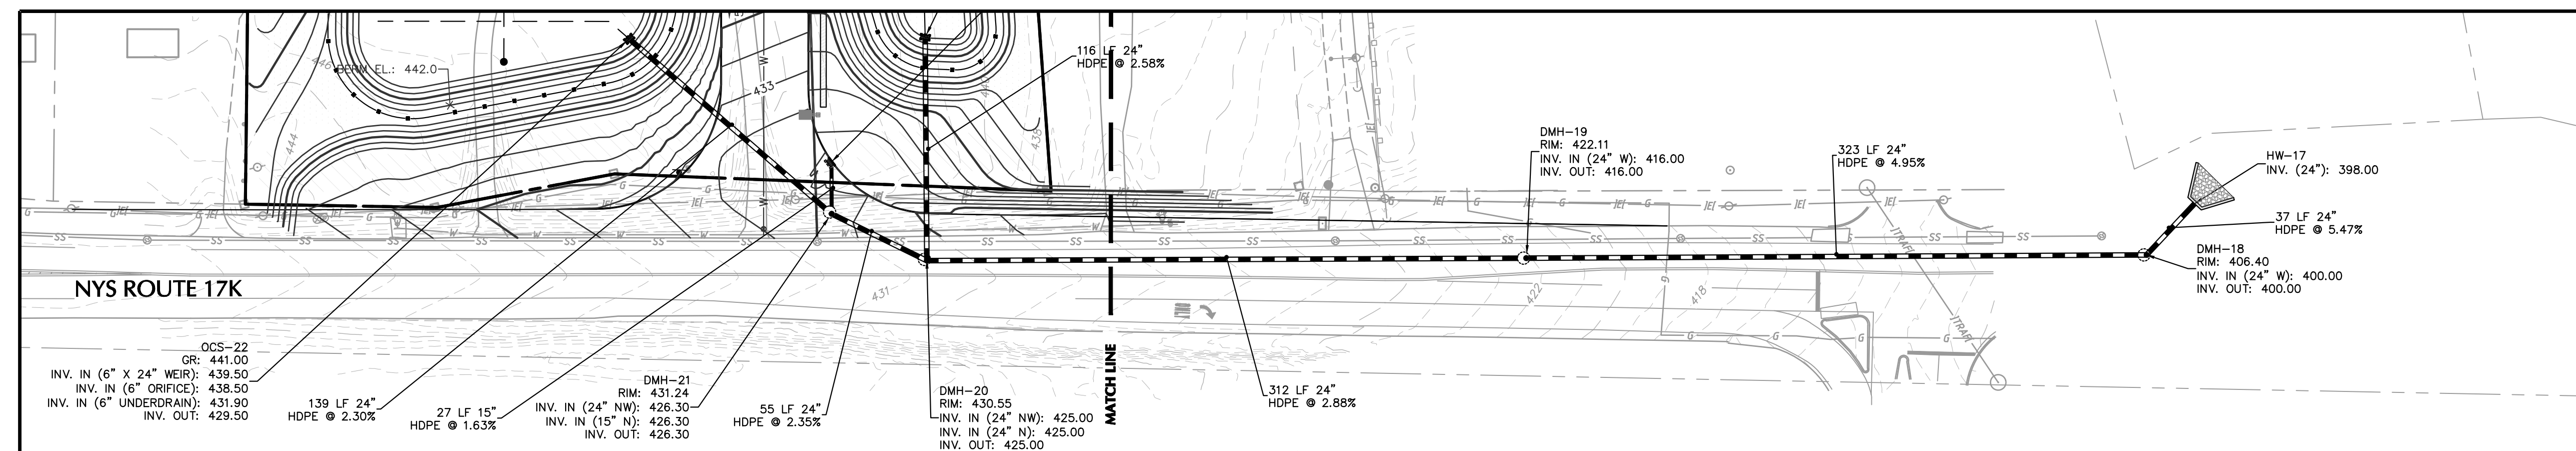 446
BERM EL.: 442.0
444
433
438
116 LF 24"
HDPE @ 2.58%
DMH-19
RIM: 422.11
INV. IN (24" W): 416.00
INV. OUT: 416.00
323 LF 24"
HDPE @ 4.95%
HW-17
INV. (24"): 398.00
37 LF 24"
HDPE @ 5.47%
DMH-18
RIM: 406.40
INV. IN (24" W): 400.00
INV. OUT: 400.00
NYS ROUTE 17K
431
422
418
OCS-22
GR: 441.00
INV. IN (6" X 24" WEIR): 439.50
INV. IN (6" ORIFICE): 438.50
INV. IN (6" UNDERDRAIN): 431.90
INV. OUT: 429.50
139 LF 24"
HDPE @ 2.30%
27 LF 15"
HDPE @ 1.63%
DMH-21
RIM: 431.24
INV. IN (24" NW): 426.30
INV. IN (15" N): 426.30
INV. OUT: 426.30
55 LF 24"
HDPE @ 2.35%
DMH-20
RIM: 430.55
INV. IN (24" NW): 425.00
INV. IN (24" N): 425.00
INV. OUT: 425.00
MATCH LINE
312 LF 24"
HDPE @ 2.88%